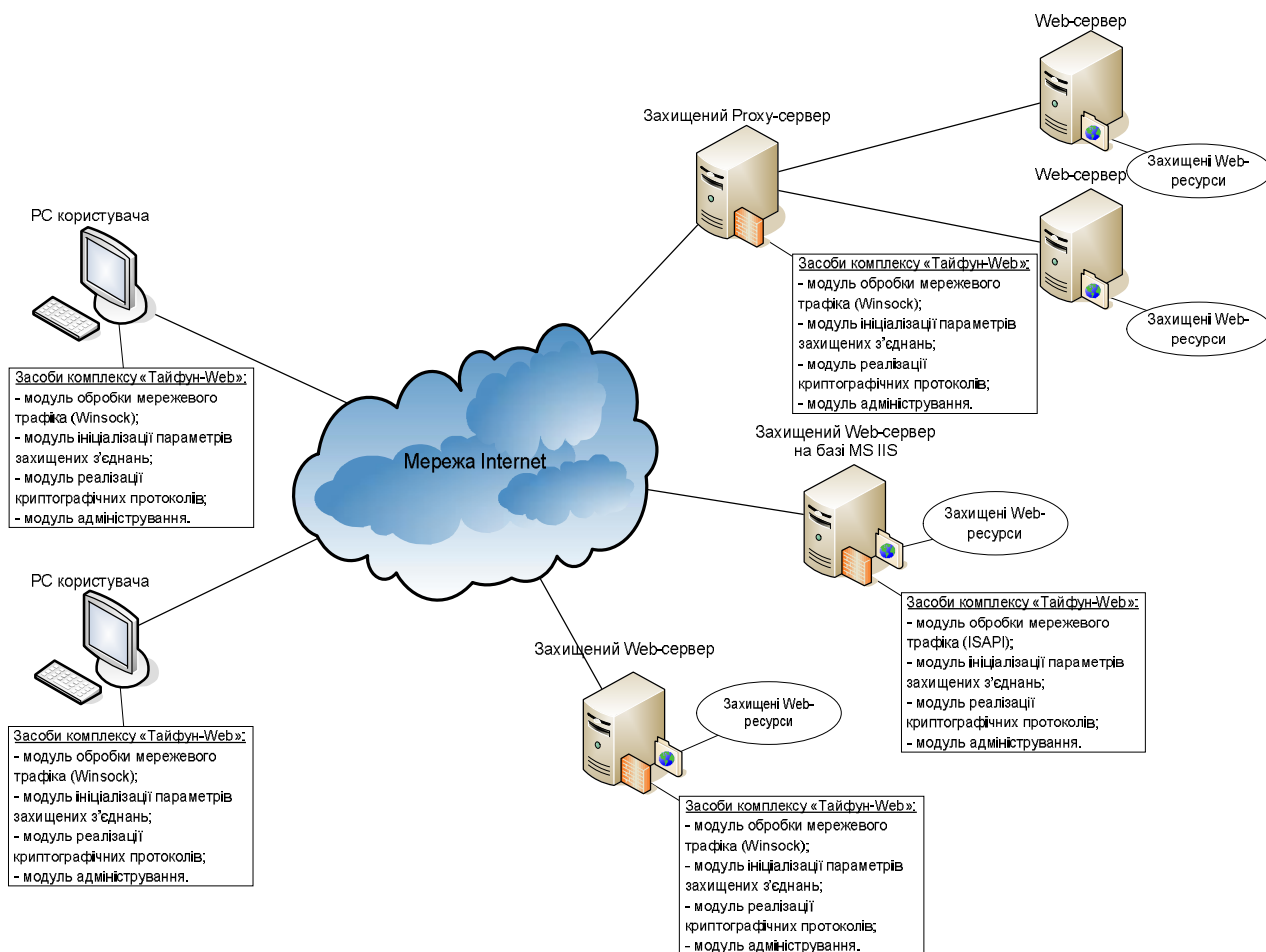 Web-сервер
Захищений Proxy-сервер
Захищені Web-
ресурси
Web-сервер
Захищені Web-
ресурси
PC користувача
Засоби комплексу «Тайфун-Web»:
- модуль обробки мережевого
трафіка (Winsock);
- модуль ініціалізації параметрів
захищених з’єднань;
- модуль реалізації
криптографічних протоколів;
- модуль адміністрування.
Засоби комплексу «Тайфун-Web»:
- модуль обробки мережевого
трафіка (Winsock);
- модуль ініціалізації параметрів
захищених з’єднань;
- модуль реалізації
криптографічних протоколів;
- модуль адміністрування.
Мережа Internet
Захищений Web-сервер
на базі MS IIS
Захищені Web-
ресурси
Засоби комплексу «Тайфун-Web»:
- модуль обробки мережевого
трафіка (ISAPI);
- модуль ініціалізації параметрів
захищених з’єднань;
- модуль реалізації
криптографічних протоколів;
- модуль адміністрування.
PC користувача
Засоби комплексу «Тайфун-Web»:
- модуль обробки мережевого
трафіка (Winsock);
- модуль ініціалізації параметрів
захищених з’єднань;
- модуль реалізації
криптографічних протоколів;
- модуль адміністрування.
Захищений Web-сервер
Захищені Web-
ресурси
Засоби комплексу «Тайфун-Web»:
- модуль обробки мережевого
трафіка (Winsock);
- модуль ініціалізації параметрів
захищених з’єднань;
- модуль реалізації
криптографічних протоколів;
- модуль адміністрування.